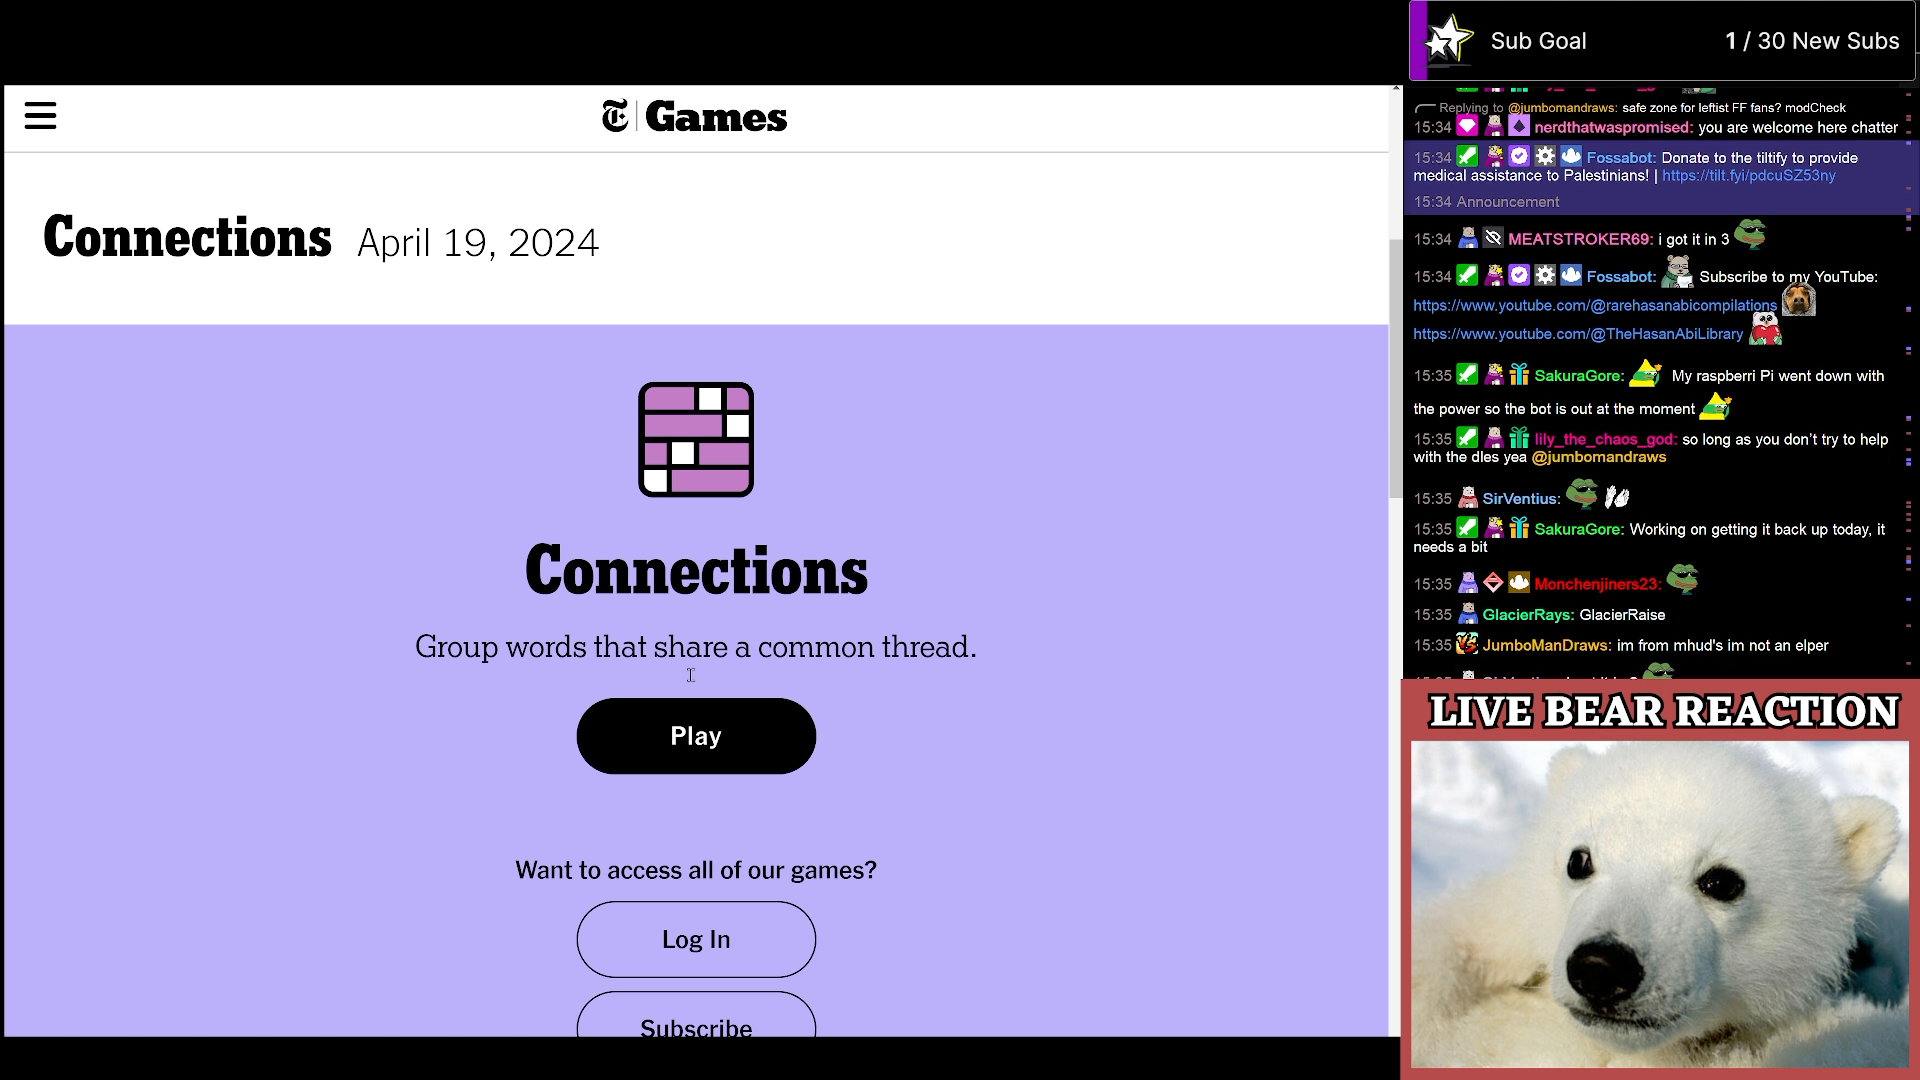 Sub Goal 1 / 30 New Subs
T Games
Connections April 19, 2024
Connections
Group words that share a common thread.
Play
Want to access all of our games?
Log In
Subscribe
Replying to @jumbomandraws: safe zone for leftist FF fans? modCheck
15:34 nerdthatwaspromised: you are welcome here chatter
15:34 Fossabot: Donate to the tiltify to provide
medical assistance to Palestinians! | https://tilt.fyi/pdcuSZ53ny
15:34 Announcement
15:34 MEATSTROKER69: i got it in 3
15:34 Fossabot: Subscribe to my YouTube:
https://www.youtube.com/@rarehasanabicompilations
https://www.youtube.com/@TheHasanAbiLibrary
15:35 SakuraGore: My raspberri Pi went down with
the power so the bot is out at the moment
15:35 lily_the_chaos_god: so long as you don't try to help
with the dles yea @jumbomandraws
15:35 SirVentius:
15:35 SakuraGore: Working on getting it back up today, it
needs a bit
15:35 Monchenjiners23:
15:35 GlacierRays: GlacierRaise
15:35 JumboManDraws: im from mhud's im not an elper
LIVE BEAR REACTION